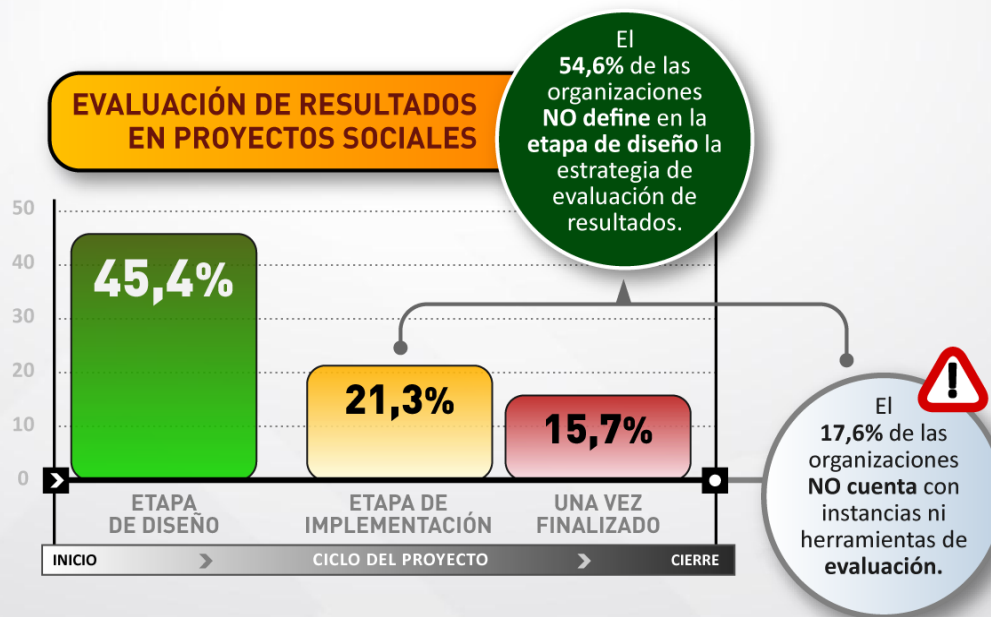 EVALUACIÓN DE RESULTADOS
EN PROYECTOS SOCIALES
El
54,6% de las
organizaciones
NO define en la
etapa de diseño la
estrategia de
evaluación de
resultados.
50
40
30
20
10
0
45,4%
21,3%
15,7%
ETAPA
DE DISEÑO
ETAPA DE
IMPLEMENTACIÓN
UNA VEZ
FINALIZADO
INICIO
CICLO DEL PROYECTO
CIERRE
!
El
17,6% de las
organizaciones
NO cuenta con
instancias ni
herramientas de
evaluación.